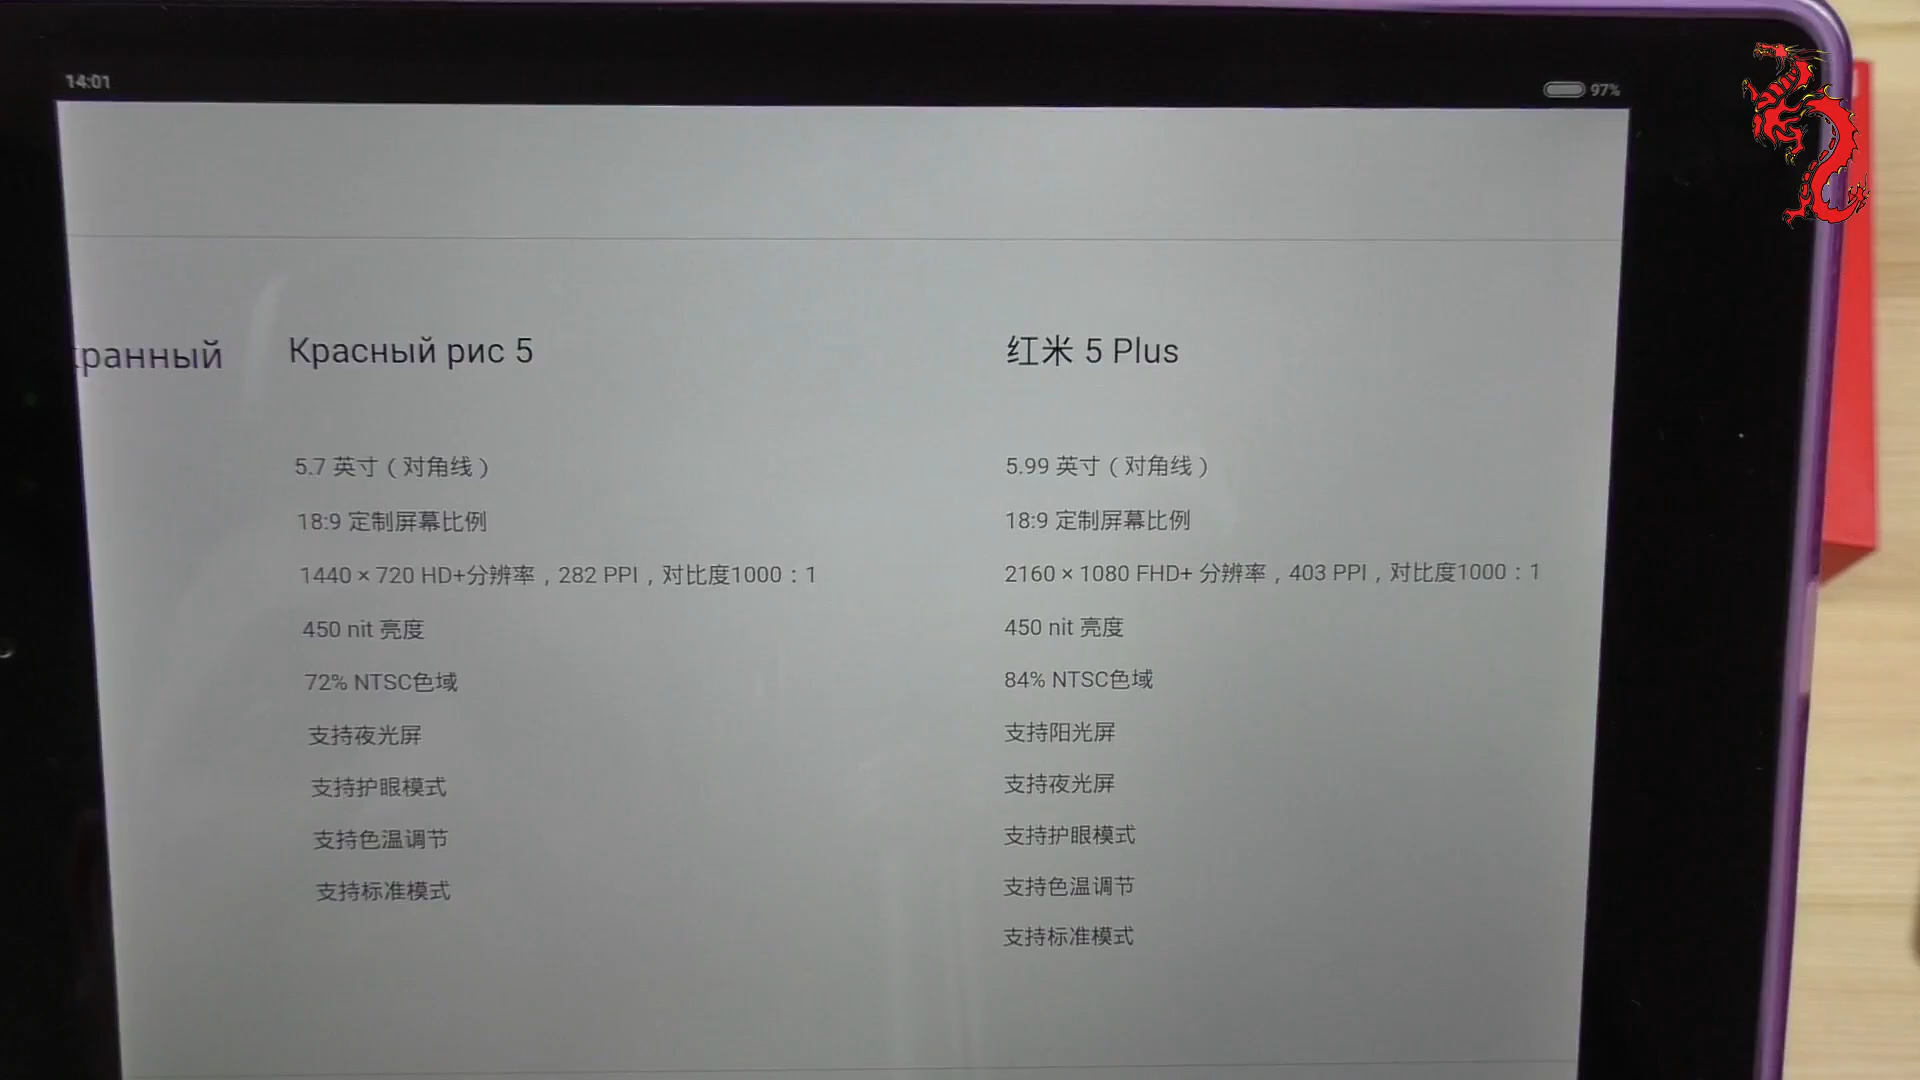 14:01
97%
кранный
Красный рис 5
红米 5 Plus
5.7 英寸（对角线）
18:9 定制屏幕比例
1440 × 720 HD+分辨率，282 PPI，对比度1000：1
450 nit 亮度
72% NTSC色域
支持夜光屏
支持护眼模式
支持色温调节
支持标准模式
5.99 英寸（对角线）
18:9 定制屏幕比例
2160 × 1080 FHD+ 分辨率，403 PPI，对比度1000：1
450 nit 亮度
84% NTSC色域
支持阳光屏
支持夜光屏
支持护眼模式
支持色温调节
支持标准模式